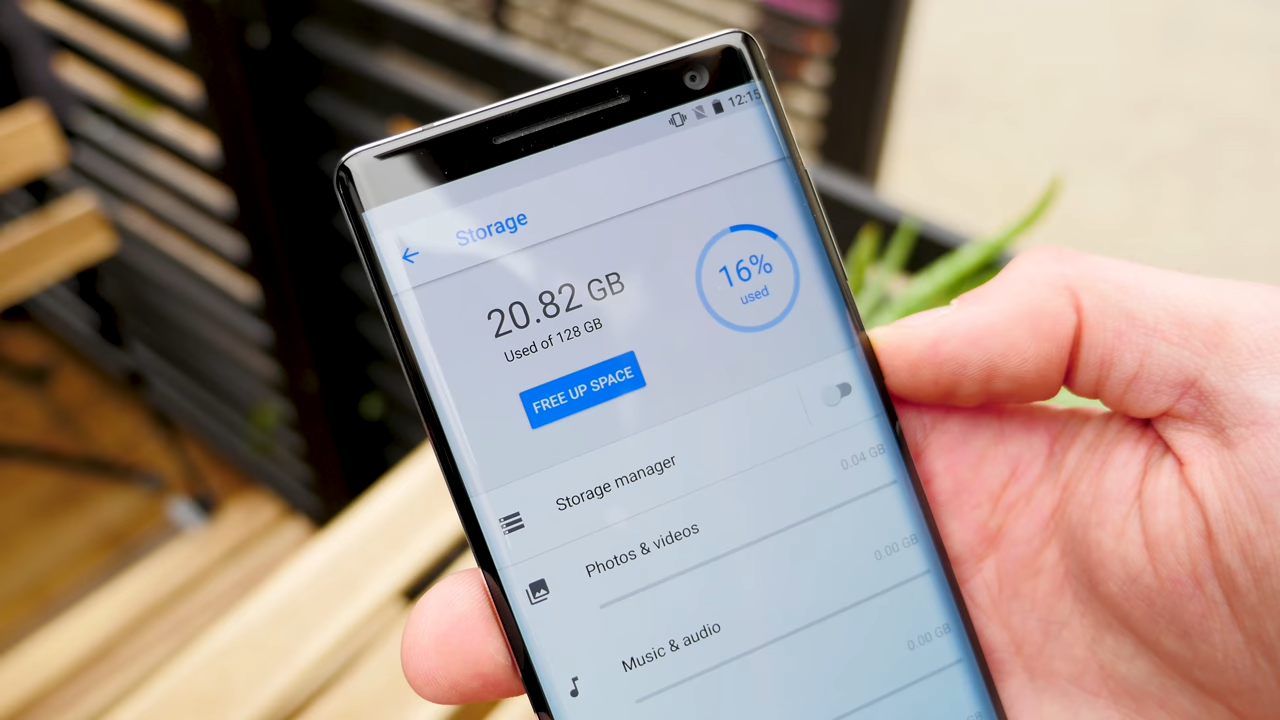 12:15
Storage
20.82 GB
Used of 128 GB
16%
used
FREE UP SPACE
Storage manager
Photos & videos
0.04 GB
Music & audio
0.00 GB
0.00 GB